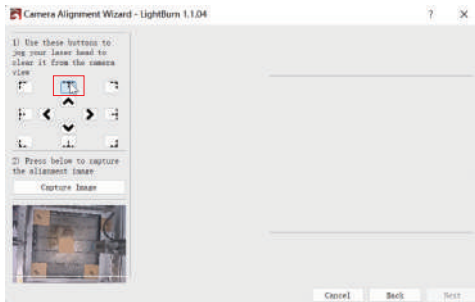 Camera Alignment Wizard - LightBurn 1.1.04
1) Use these buttons to
jog your laser head to
clear it from the camera
view
2) Press below to capture
the alignment image
Capture Image
Cancel
Back
Next